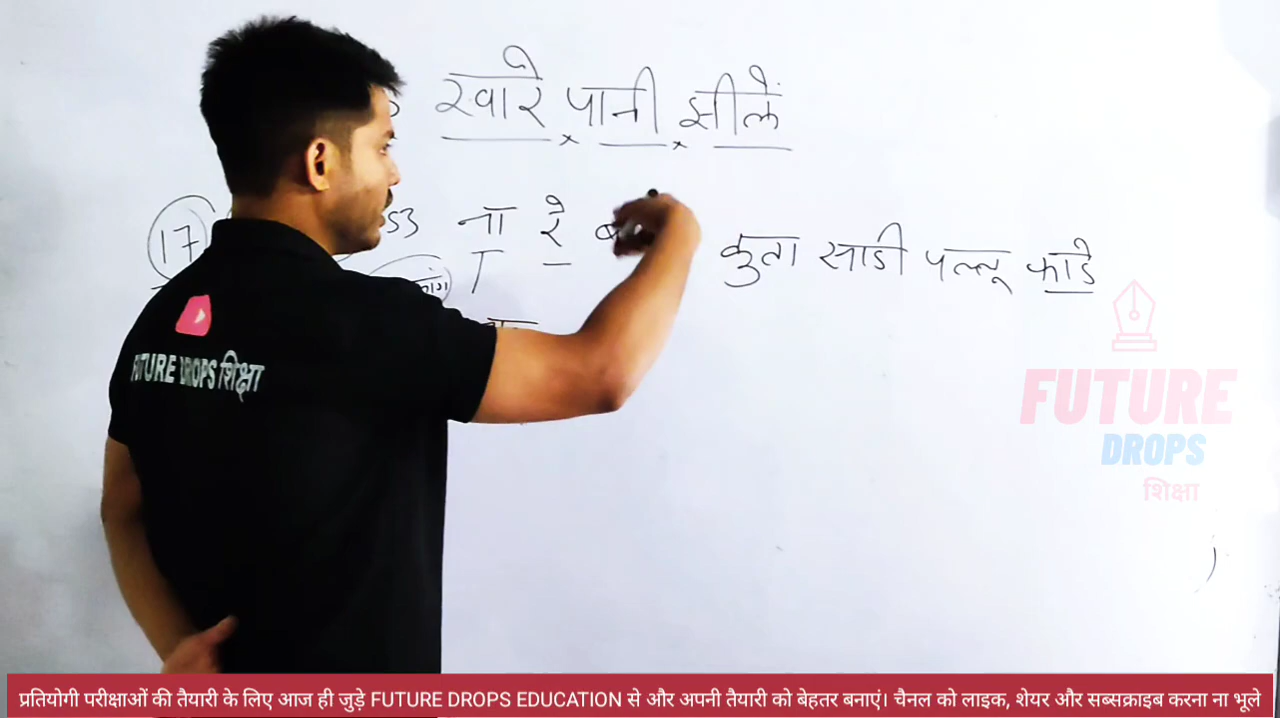 खारे पानी झीलें
17 53 ना रे ब कुता साडी पल्लू फाडे
FUTURE DROPS शिक्षा
FUTURE
DROPS
शिक्षा
प्रतियोगी परीक्षाओं की तैयारी के लिए आज ही जुड़े FUTURE DROPS EDUCATION से और अपनी तैयारी को बेहतर बनाएं। चैनल को लाइक, शेयर और सब्सक्राइब करना ना भूले